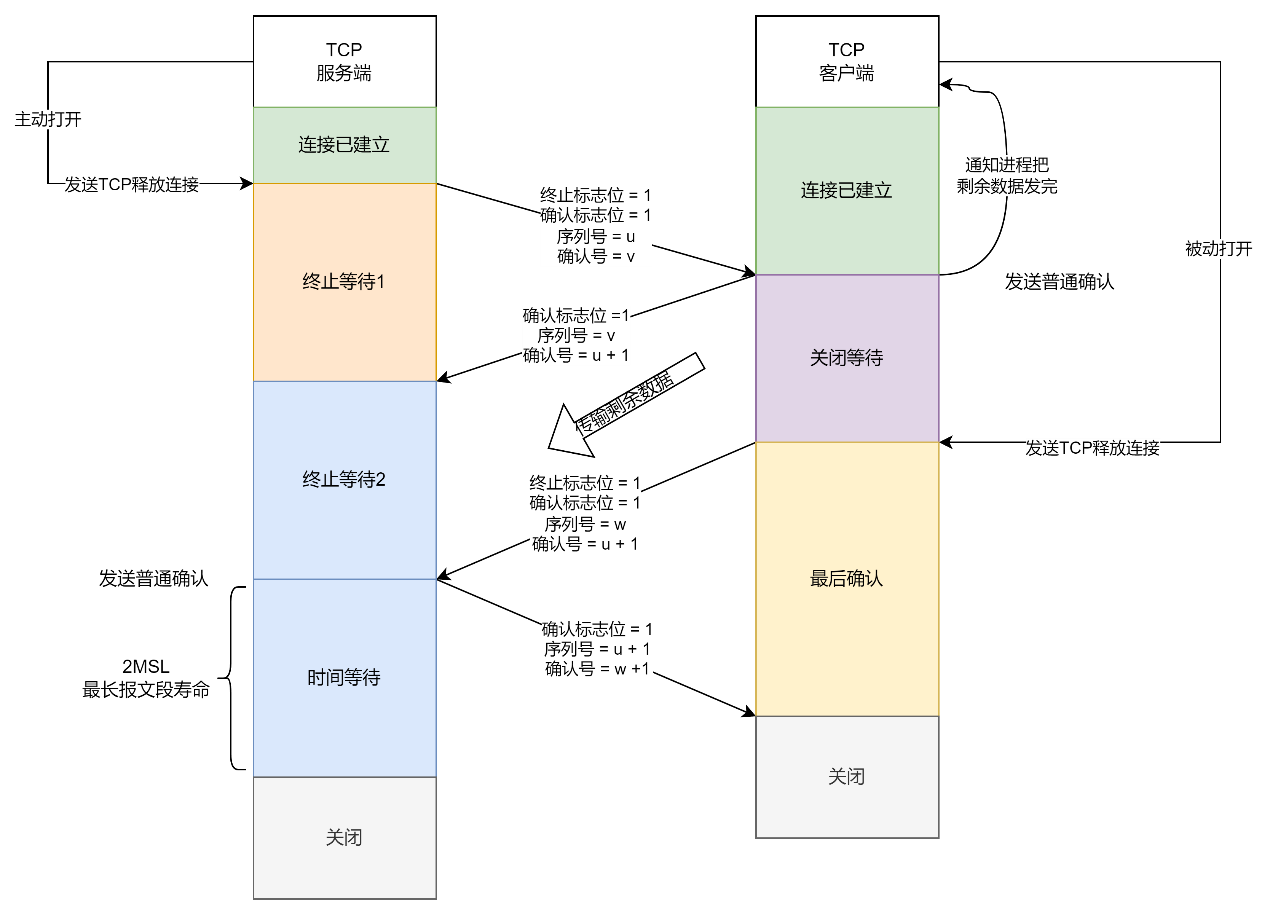 TCP
服务端
TCP
客户端
主动打开
连接已建立
发送TCP释放连接
终止标志位 = 1
确认标志位 = 1
序列号 = u
确认号 = v
连接已建立
通知进程把
剩余数据发完
被动打开
终止等待1
发送普通确认
确认标志位 =1
序列号 = v
确认号 = u + 1
关闭等待
传输剩余数据
发送TCP释放连接
终止等待2
终止标志位 = 1
确认标志位 = 1
序列号 = w
确认号 = u + 1
发送普通确认
最后确认
确认标志位 = 1
序列号 = u + 1
确认号 = w +1
2MSL
最长报文段寿命
时间等待
关闭
关闭